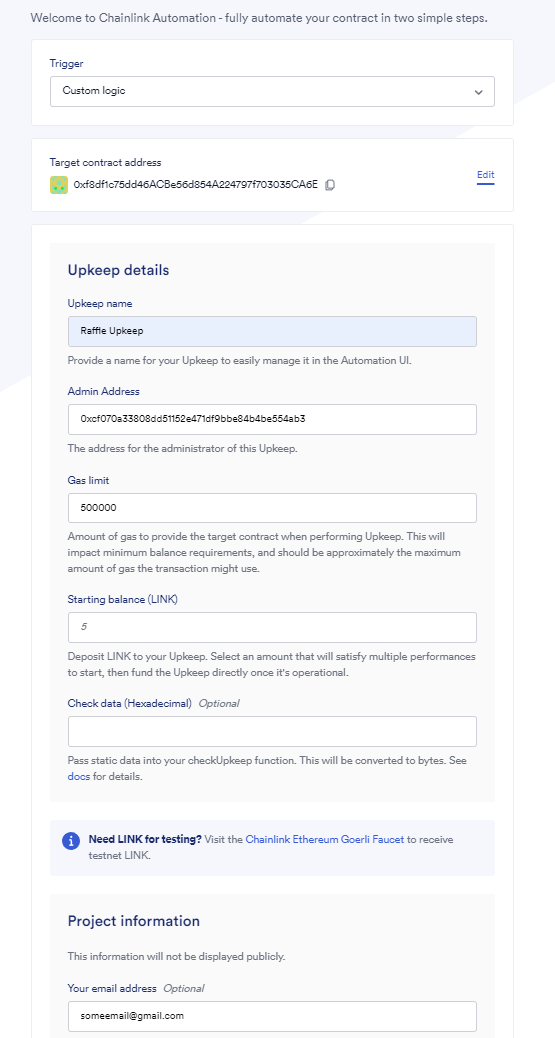 Welcome to Chainlink Automation - fully automate your contract in two simple steps.
Trigger
Custom logic
Target contract address
0xf8df1c75dd46ACBe56d854A224797f703035CA6E
Edit
Upkeep details
Upkeep name
Raffle Upkeep
Provide a name for your Upkeep to easily manage it in the Automation UI.
Admin Address
0xcf070a33808dd51152e471df9bbe84b4be554ab3
The address for the administrator of this Upkeep.
Gas limit
500000
Amount of gas to provide the target contract when performing Upkeep. This will
impact minimum balance requirements, and should be approximately the maximum
amount of gas the transaction might use.
Starting balance (LINK)
5
Deposit LINK to your Upkeep. Select an amount that will satisfy multiple performances
to start, then fund the Upkeep directly once it's operational.
Check data (Hexadecimal) Optional
Pass static data into your checkUpkeep function. This will be converted to bytes. See
docs for details.
Need LINK for testing? Visit the Chainlink Ethereum Goerli Faucet to receive
testnet LINK.
Project information
This information will not be displayed publicly.
Your email address Optional
someemail@gmail.com